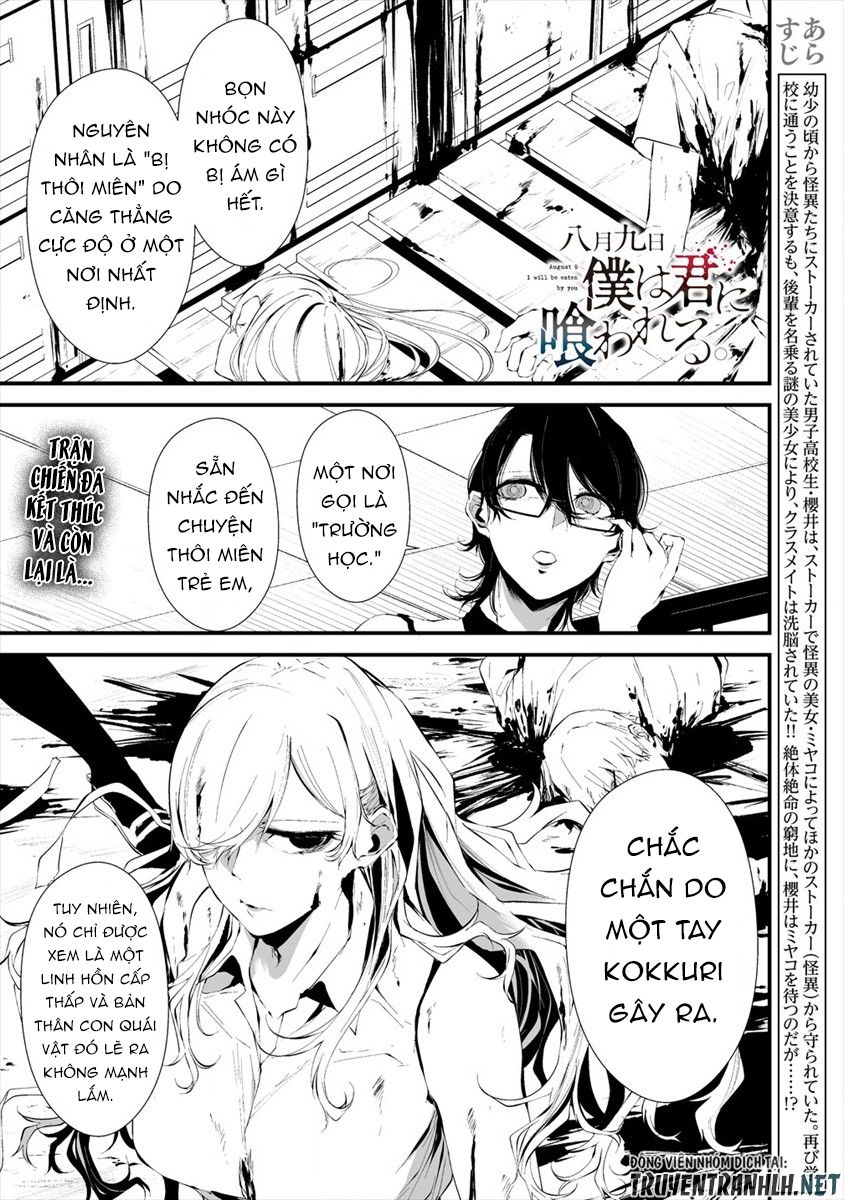 あら
すじ
幼少の頃から怪異たちにストーカーされていた男子高校生・櫻井は、ストーカーで怪異の美女・ミヤコによってほかのストーカー(怪異)から守られていた。再び学
校に通うことを決意するも、後輩を名乗る謎の美少女により、クラスメイトは洗脳されていた!! 絶体絶命の窮地に、櫻井はミヤコを待つのだが……!?
BỌN
NHÓC NÀY
KHÔNG CÓ
BỊ ÁM GÌ
HẾT.
NGUYÊN
NHÂN LÀ "BỊ
THÔI MIÊN" DO
CĂNG THẲNG
CỰC ĐỘ Ở MỘT
NƠI NHẤT
ĐỊNH.
八月九日
August 9
I will be eaten
by you
僕は君に
喰われる。
MỘT NƠI
GỌI LÀ
"TRƯỜNG
HỌC."
SẴN
NHẮC ĐẾN
CHUYỆN
THÔI MIÊN
TRẺ EM,
TRẬN
CHIẾN ĐÃ
KẾT THÚC
VÀ CÒN
LẠI LÀ...
CHẮC
CHẮN DO
MỘT TAY
KOKKURI
GÂY RA.
TUY NHIÊN,
NÓ CHỈ ĐƯỢC
XEM LÀ MỘT
LINH HỒN CẤP
THẤP VÀ BẢN
THÂN CON QUÁI
VẬT ĐÓ LẼ RA
KHÔNG MẠNH
LẮM.
ĐỘNG VIÊN NHÓM DỊCH TẠI:
TRUYENTRANHLH.NET